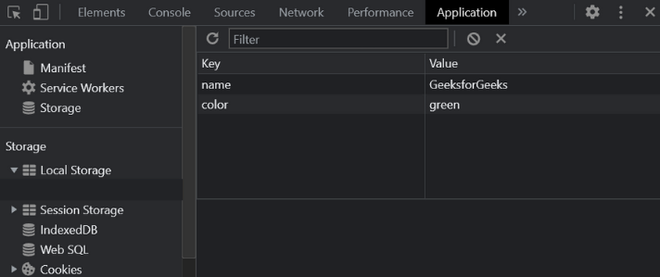 Elements Console Sources Network Performance Application »
Application
Manifest
Service Workers
Storage
Storage
Local Storage
Session Storage
IndexedDB
Web SQL
Cookies
Filter
Key Value
name GeeksforGeeks
color green